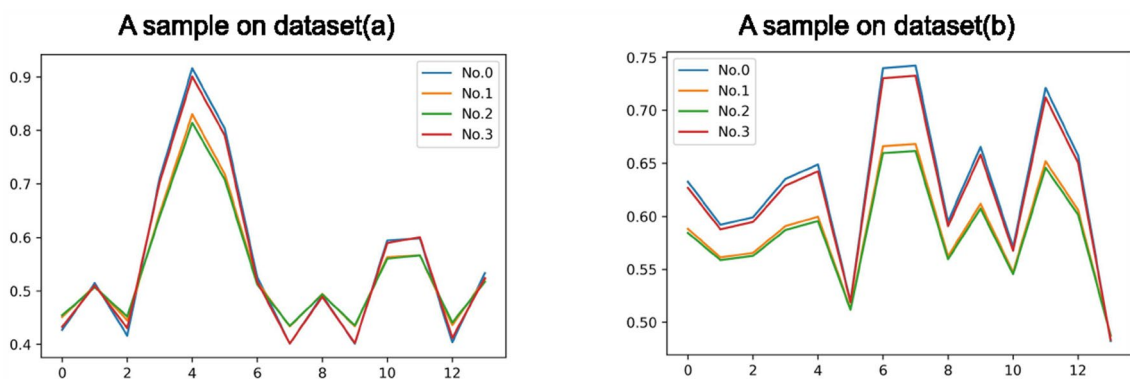 A sample on dataset(a)
0.9
0.8
0.7
0.6
0.5
0.4
0 2 4 6 8 10 12
No.0
No.1
No.2
No.3
A sample on dataset(b)
0.75
0.70
0.65
0.60
0.55
0.50
0 2 4 6 8 10 12
No.0
No.1
No.2
No.3